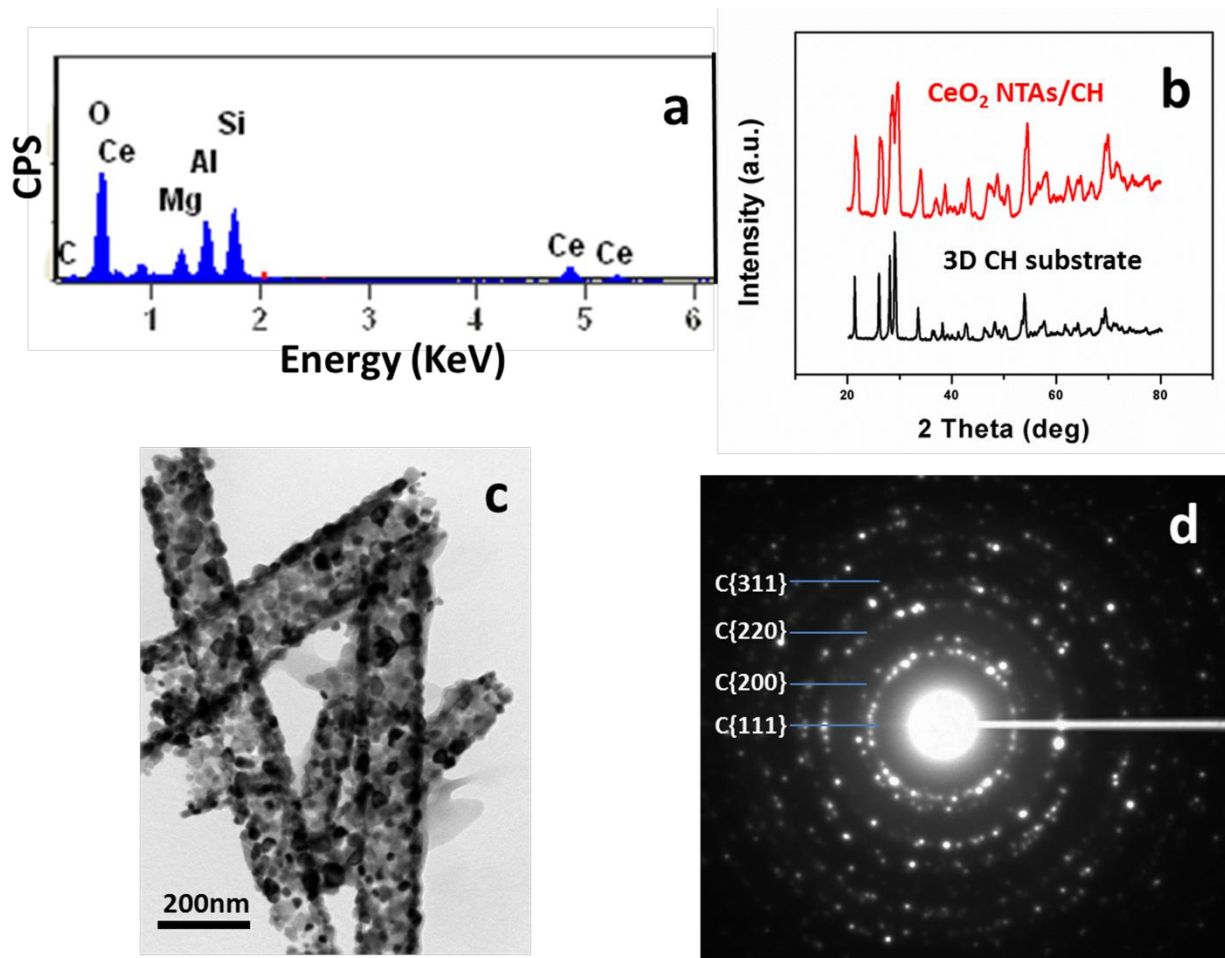 a
O
Ce
Si
Al
Mg
C
Ce
Ce
CPS
1 2 3 4 5 6
Energy (KeV)
b
CeO₂ NTAs/CH
3D CH substrate
Intensity (a.u.)
20 40 60 80
2 Theta (deg)
c
200nm
d
C{311}
C{220}
C{200}
C{111}